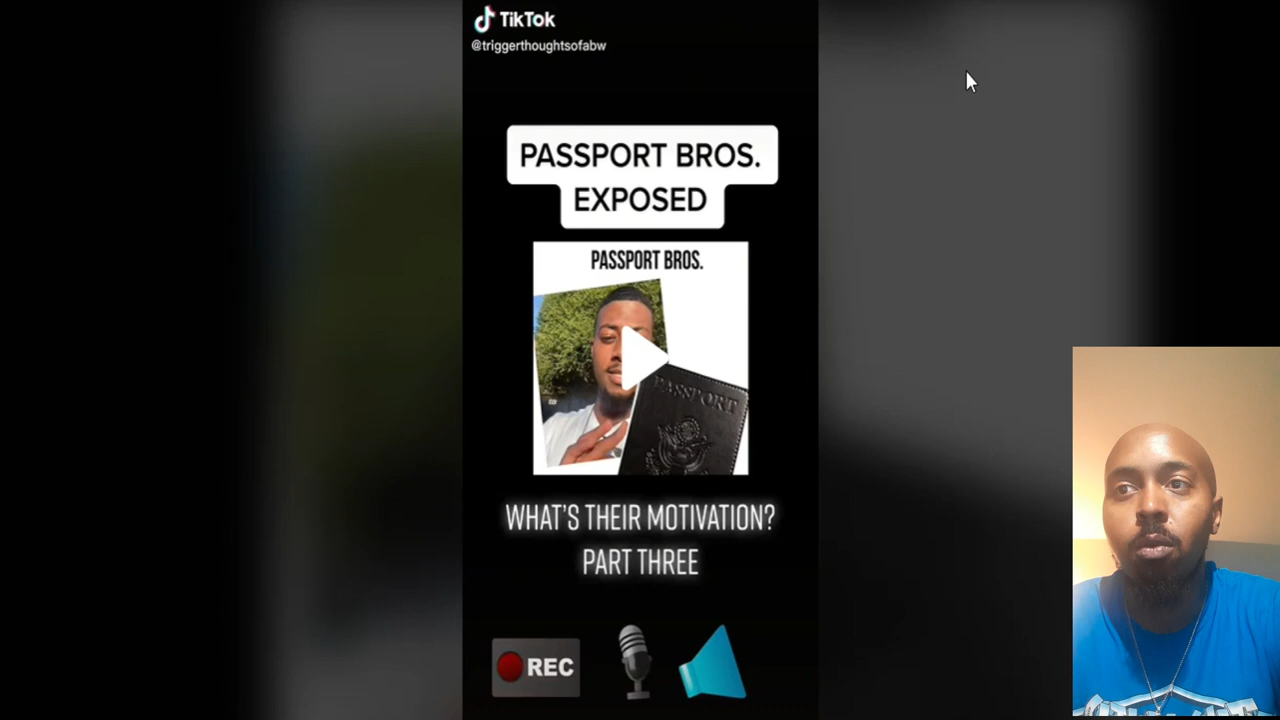 TikTok
@triggerthoughtsofabw
PASSPORT BROS.
EXPOSED
PASSPORT BROS.
PASSPORT
WHAT'S THEIR MOTIVATION?
PART THREE
REC